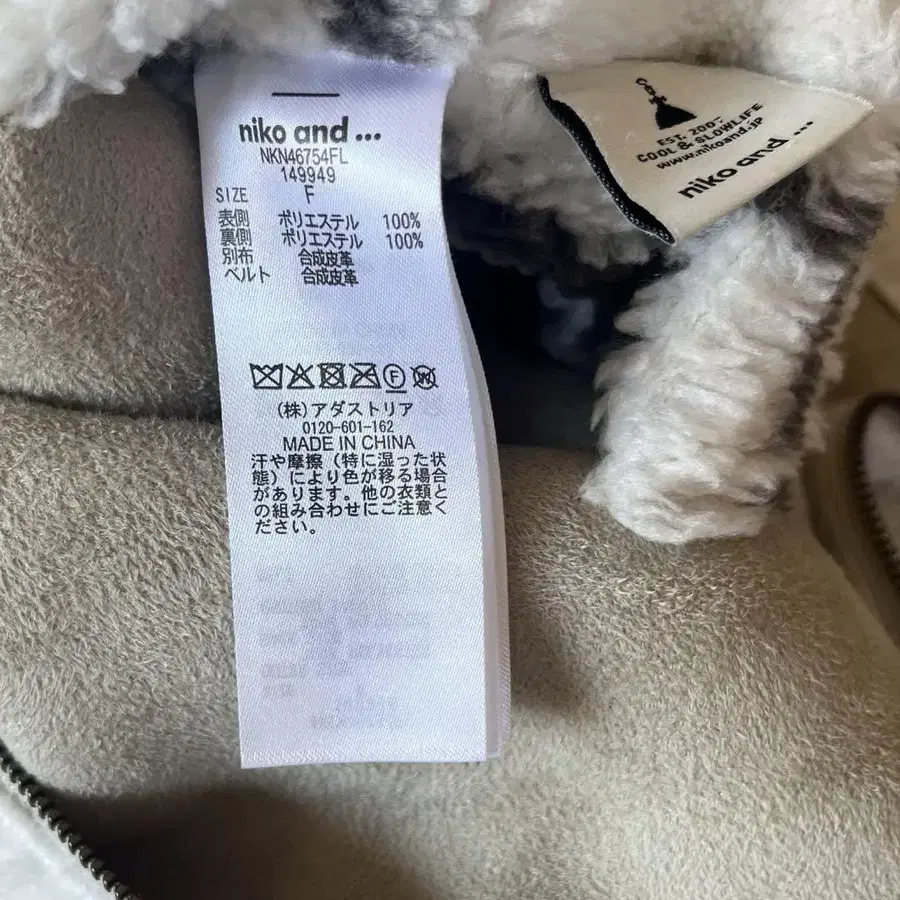 niko and ...
NKN46754FL
149949
SIZE F
表側 ポリエステル 100%
裏側 ポリエステル 100%
別布 合成皮革
ベルト 合成皮革
F
W
(株)アダストリア
0120-601-162
MADE IN CHINA
汗や摩擦（特に湿った状
態）により色が移る場合
があります。他の衣類と
の組み合わせにご注意く
ださい。
EST. 2007
COOL & SLOWLIFE
www.nikoand.jp
niko and ...